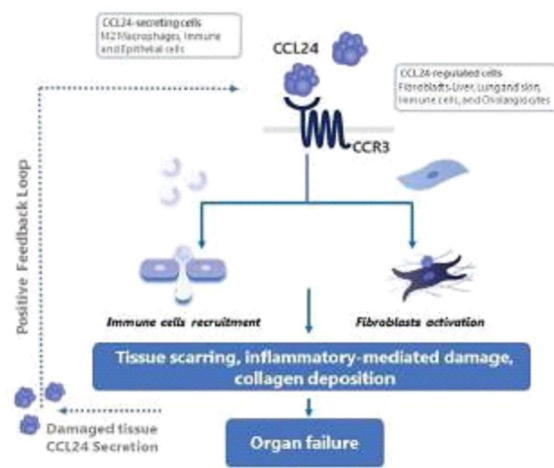 CCL24-secreting cells
M2 Macrophages, Immune
and Epithelial cells
CCL24
CCL24-regulated cells
Fibroblasts-Liver, Lung and skin,
Immune cells, and Cholangiocytes
CCR3
Positive Feedback Loop
Immune cells recruitment
Fibroblasts activation
Tissue scarring, inflammatory-mediated damage,
collagen deposition
Damaged tissue
CCL24 Secretion
Organ failure